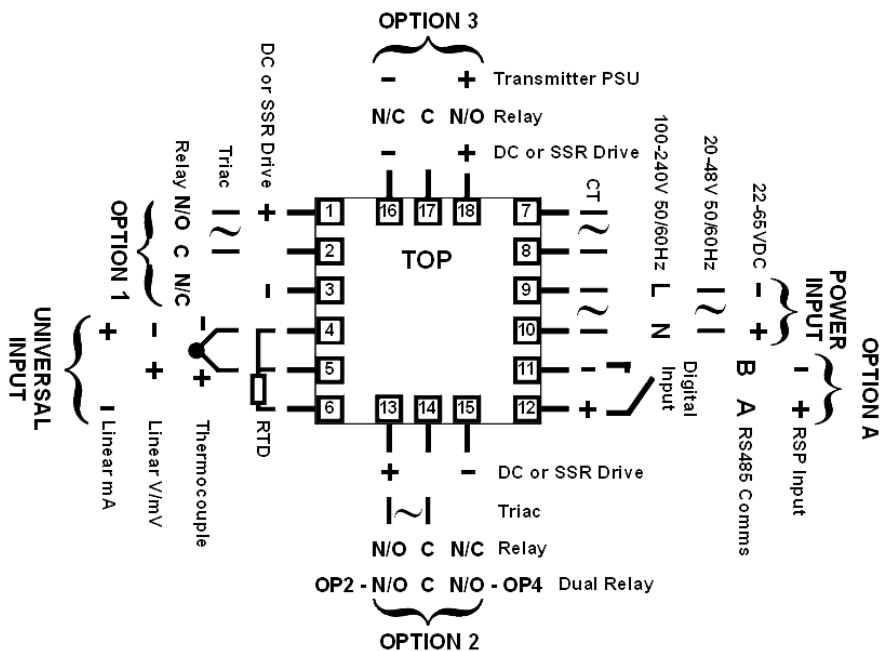 OPTION 3
- + Transmitter PSU
N/C C N/O Relay
- + DC or SSR Drive
DC or SSR Drive
+ -
Triac
~
Relay N/O C N/C
OPTION 1
Linear mA + -
Linear V/mV - +
Thermocouple - +
RTD
UNIVERSAL
INPUT
1
2
3
4
5
6
16 17 18
TOP
7
8
9
10
11
12
13 14 15
CT
~
~
100-240V 50/60Hz L N
20-48V 50/60Hz
~
22-65VDC - +
POWER
INPUT
Digital
Input
- +
RS485 Comms B A
RSP Input - +
OPTION A
+ - DC or SSR Drive
~ Triac
N/O C N/C Relay
OP2 - N/O C N/O - OP4 Dual Relay
OPTION 2